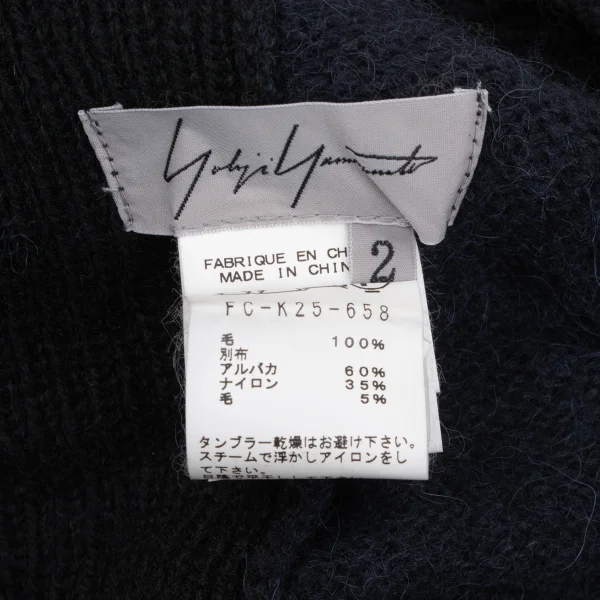 Yohji Yamamoto
FABRIQUE EN CH
MADE IN CHIN
2
FC-K25-658
毛 100%
別布
アルパカ 60%
ナイロン 35%
毛 5%
タンブラー乾燥はお避け下さい。
スチームで浮かしアイロンをし
て下さい。